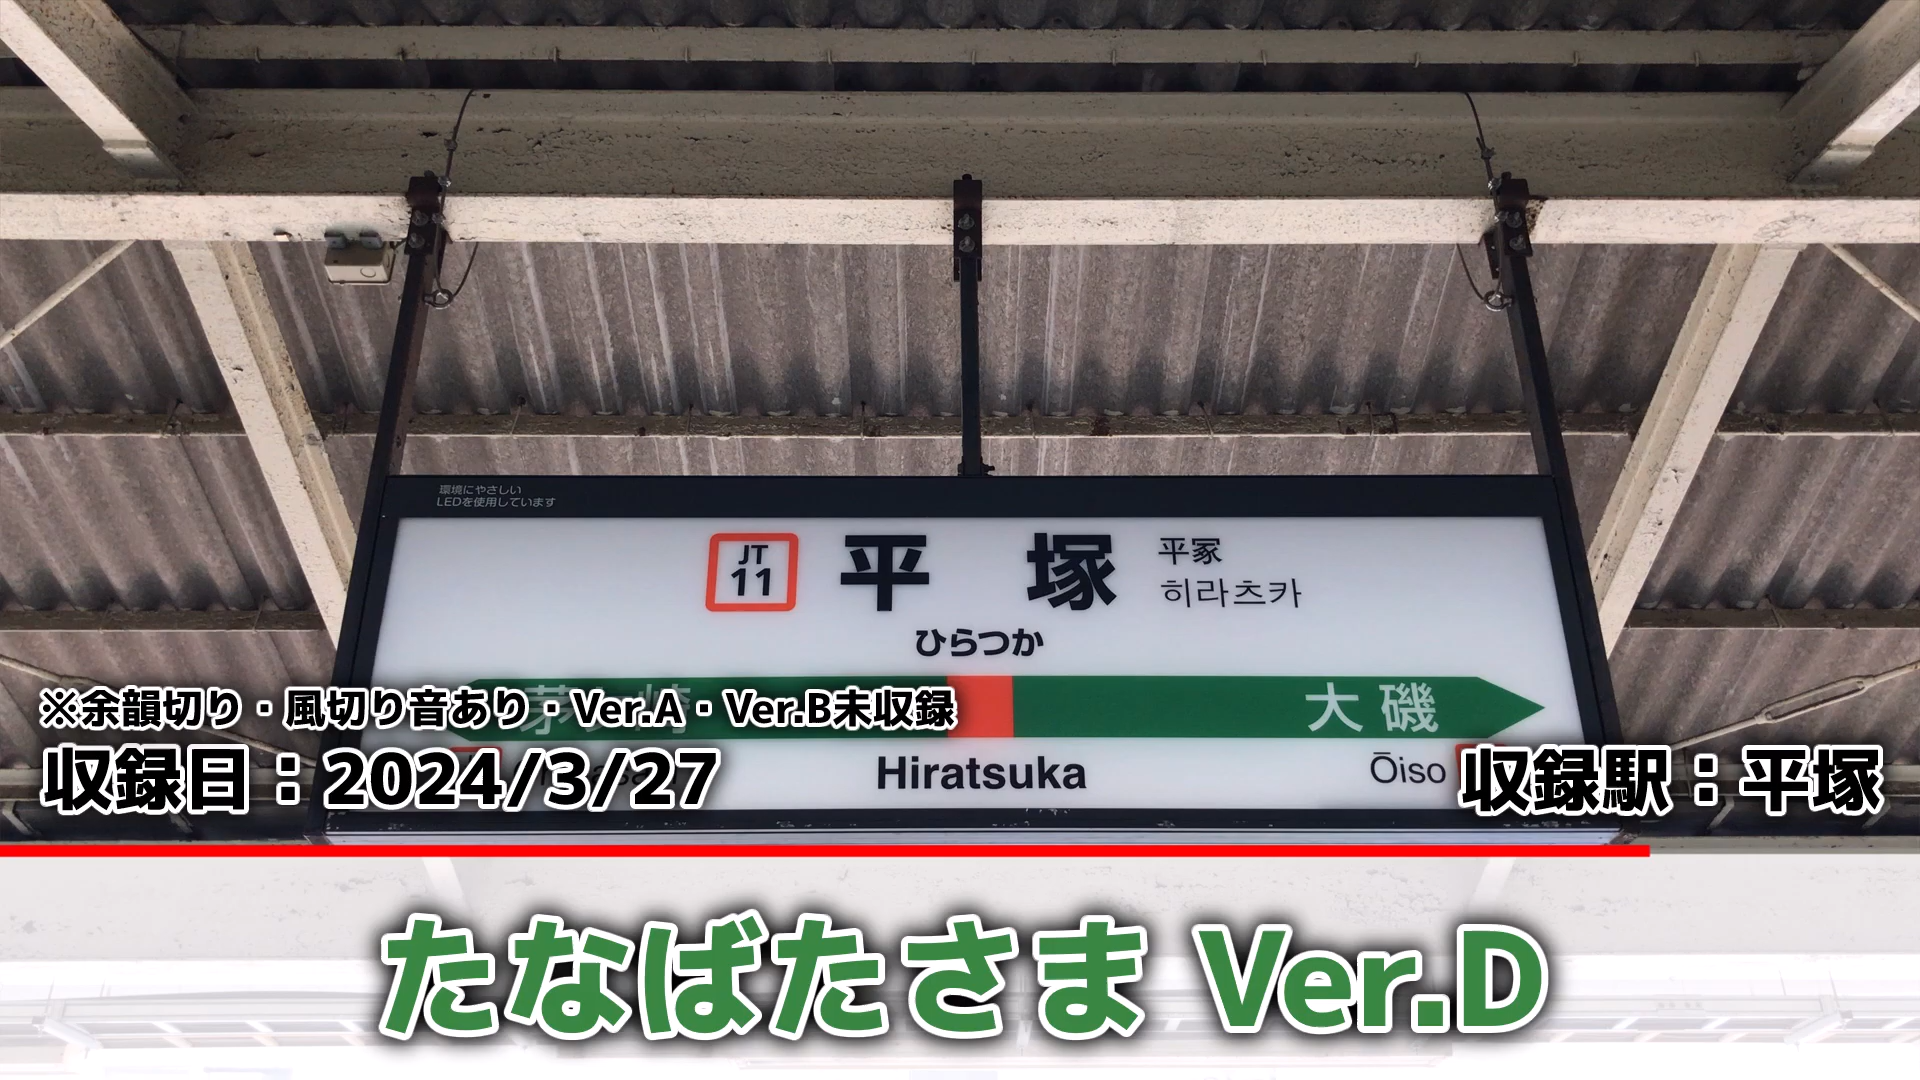 環境にやさしい
LEDを使用しています
JT
11
平塚
平冢
히라츠카
ひらつか
茅ケ崎
大磯
※余韻切り・風切り音あり・Ver.A・Ver.B未収録
収録日：2024/3/27
Hiratsuka
Ōiso
収録駅：平塚
たなばたさま Ver.D